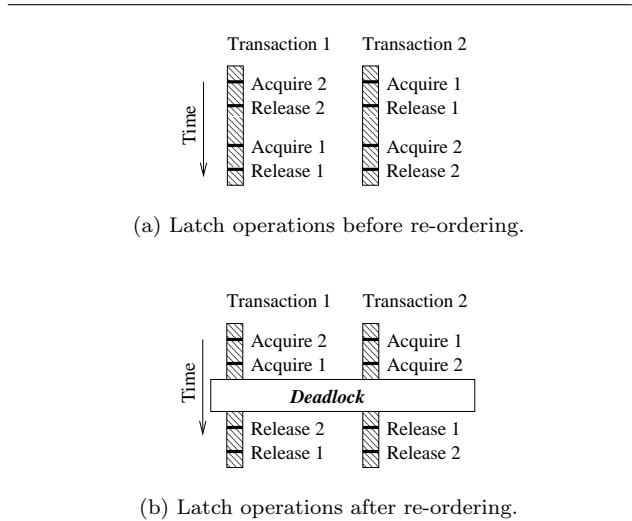 Transaction 1 Transaction 2
Acquire 2 Acquire 1
Release 2 Release 1
Time
Acquire 1 Acquire 2
Release 1 Release 2
(a) Latch operations before re-ordering.
Transaction 1 Transaction 2
Acquire 2 Acquire 1
Acquire 1 Acquire 2
Time
Deadlock
Release 2 Release 1
Release 1 Release 2
(b) Latch operations after re-ordering.